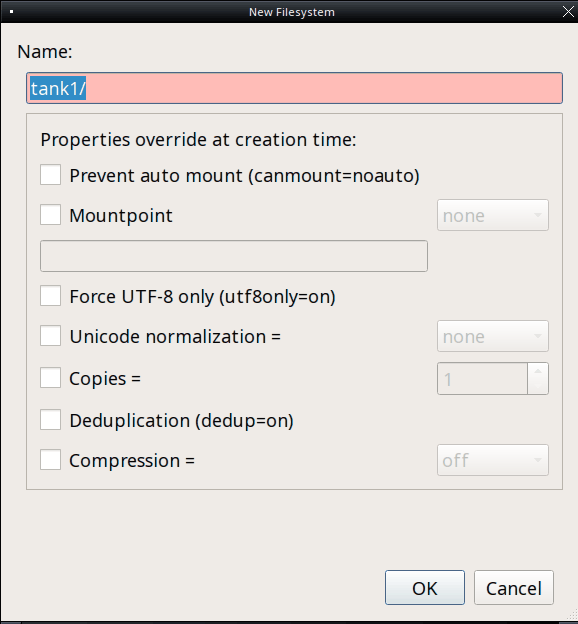 New Filesystem
Name:
tank1/
Properties override at creation time:
Prevent auto mount (canmount=noauto)
Mountpoint none
Force UTF-8 only (utf8only=on)
Unicode normalization = none
Copies = 1
Deduplication (dedup=on)
Compression = off
OK Cancel